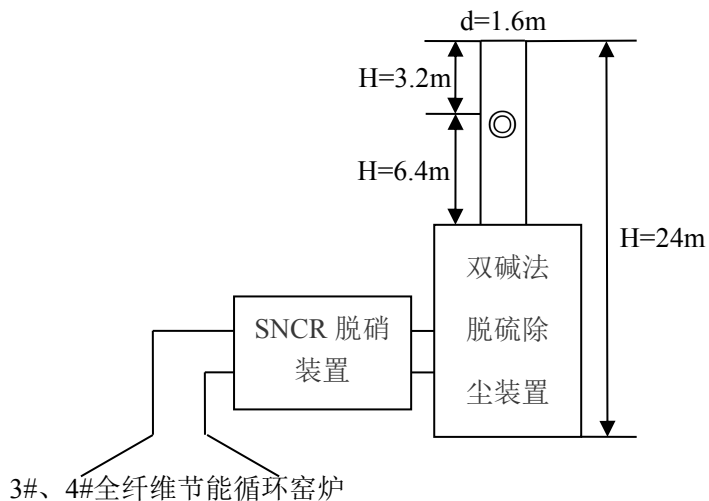 d=1.6m
H=3.2m
H=6.4m
H=24m
双碱法
脱硫除
尘装置
SNCR 脱硝
装置
3#、4#全纤维节能循环窑炉